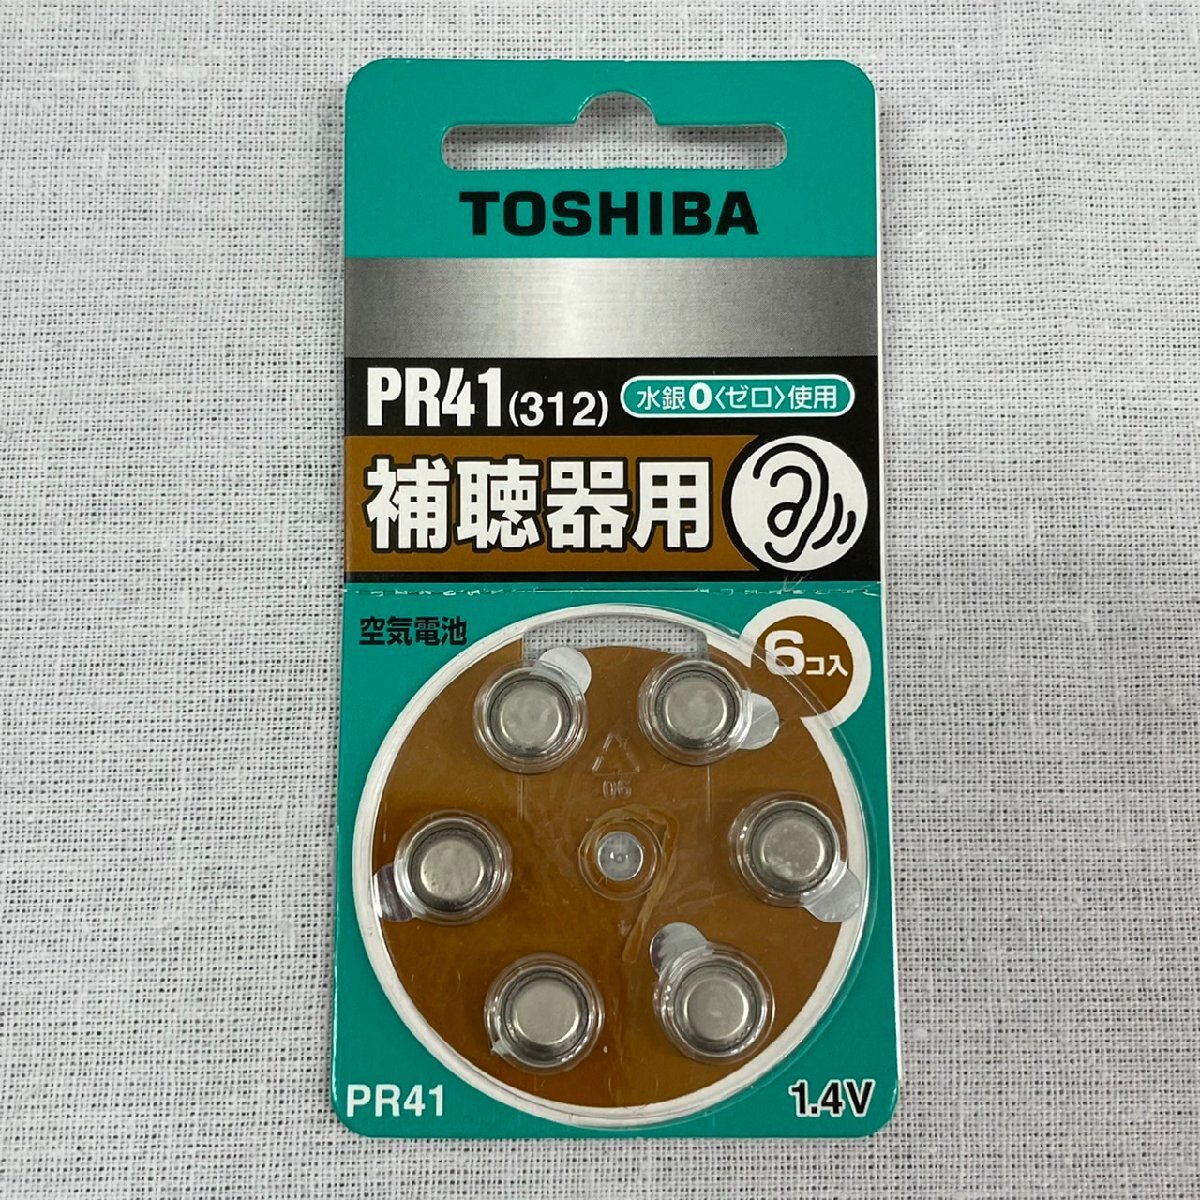 TOSHIBA
PR41(312)
水銀0〈ゼロ〉使用
補聴器用
空気電池
6コ入
06
PR41
1.4V